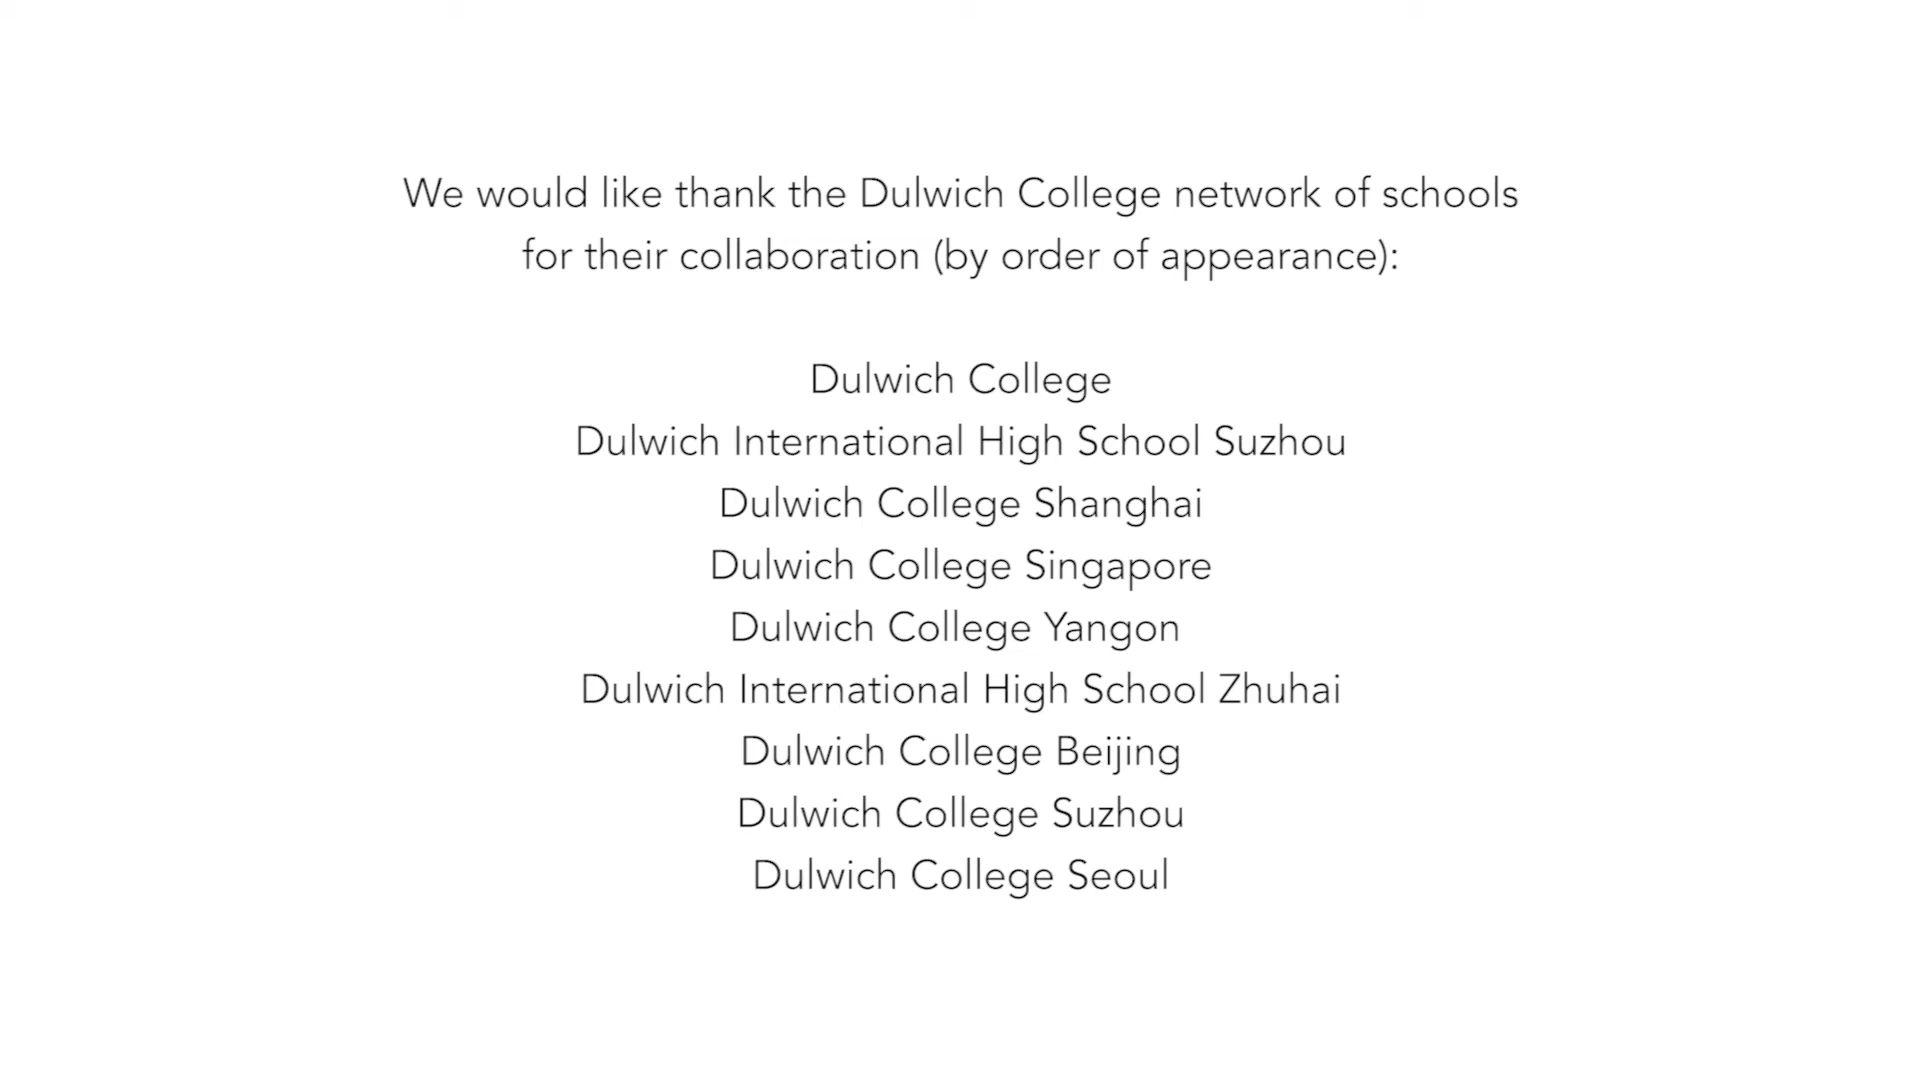 We would like thank the Dulwich College network of schools
for their collaboration (by order of appearance):
Dulwich College
Dulwich International High School Suzhou
Dulwich College Shanghai
Dulwich College Singapore
Dulwich College Yangon
Dulwich International High School Zhuhai
Dulwich College Beijing
Dulwich College Suzhou
Dulwich College Seoul